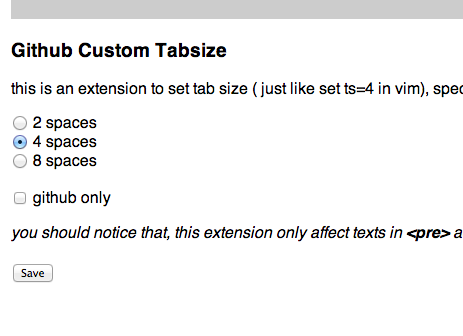 Github Custom Tabsize
this is an extension to set tab size ( just like set ts=4 in vim), spec
2 spaces
4 spaces
8 spaces
github only
you should notice that, this extension only affect texts in <pre> a
Save